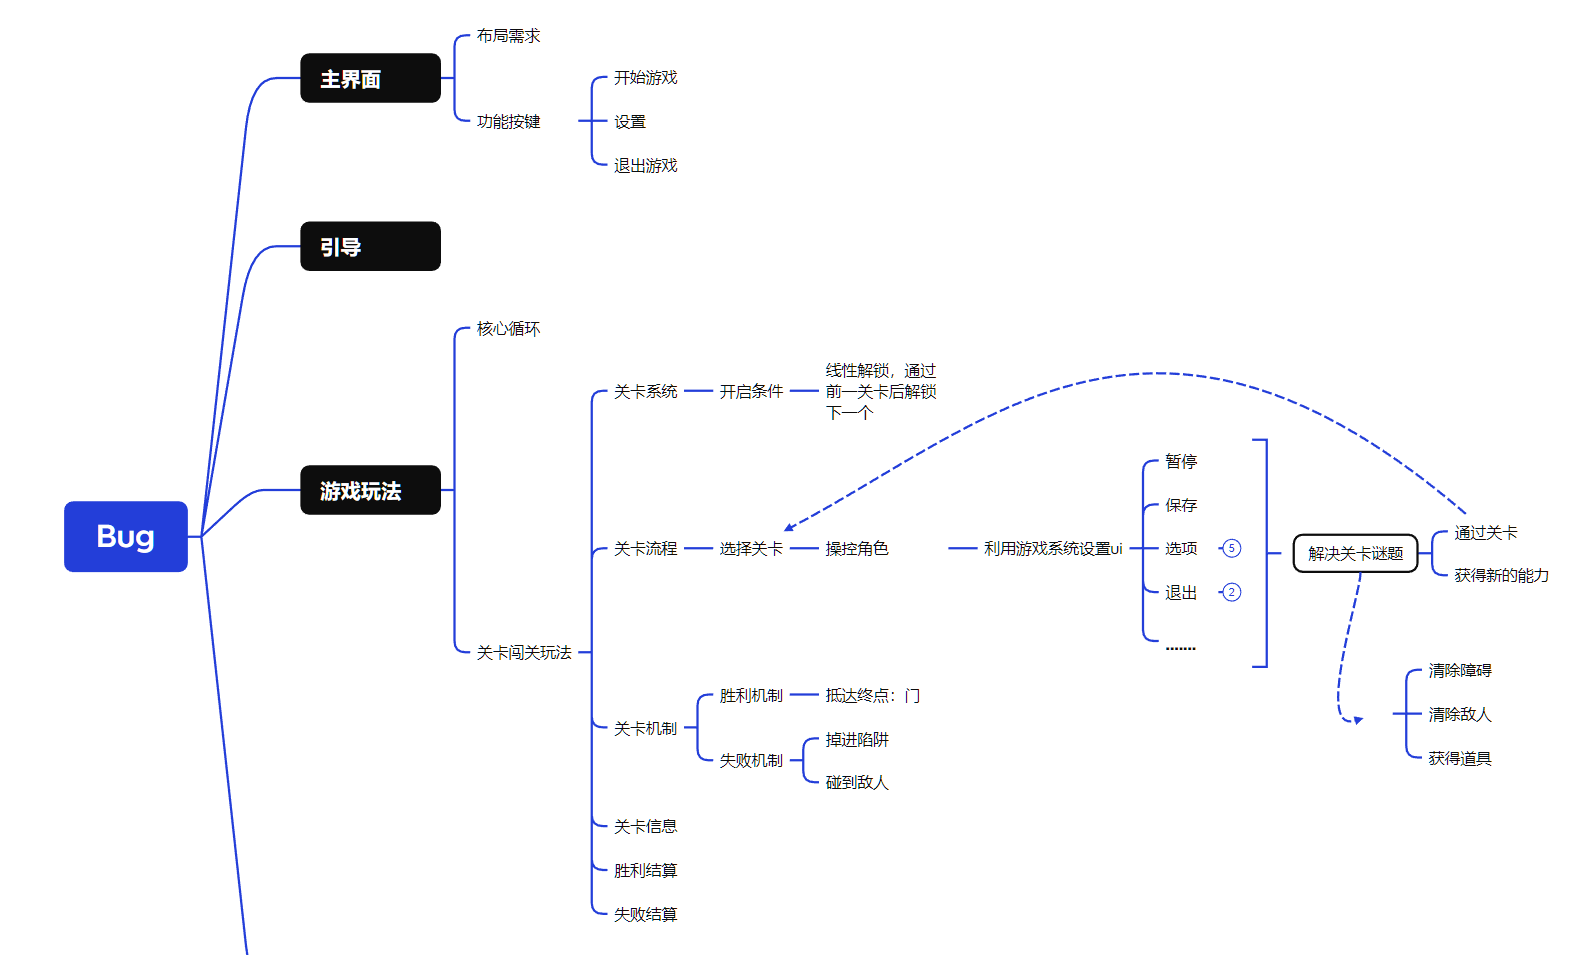 Bug
主界面
布局需求
功能按键
开始游戏
设置
退出游戏
引导
游戏玩法
核心循环
关卡闯关玩法
关卡系统
开启条件
线性解锁，通过
前一关卡后解锁
下一个
关卡流程
选择关卡
操控角色
利用游戏系统设置ui
暂停
保存
选项
5
退出
2
.......
解决关卡谜题
通过关卡
获得新的能力
清除障碍
清除敌人
获得道具
关卡机制
胜利机制
抵达终点：门
失败机制
掉进陷阱
碰到敌人
关卡信息
胜利结算
失败结算